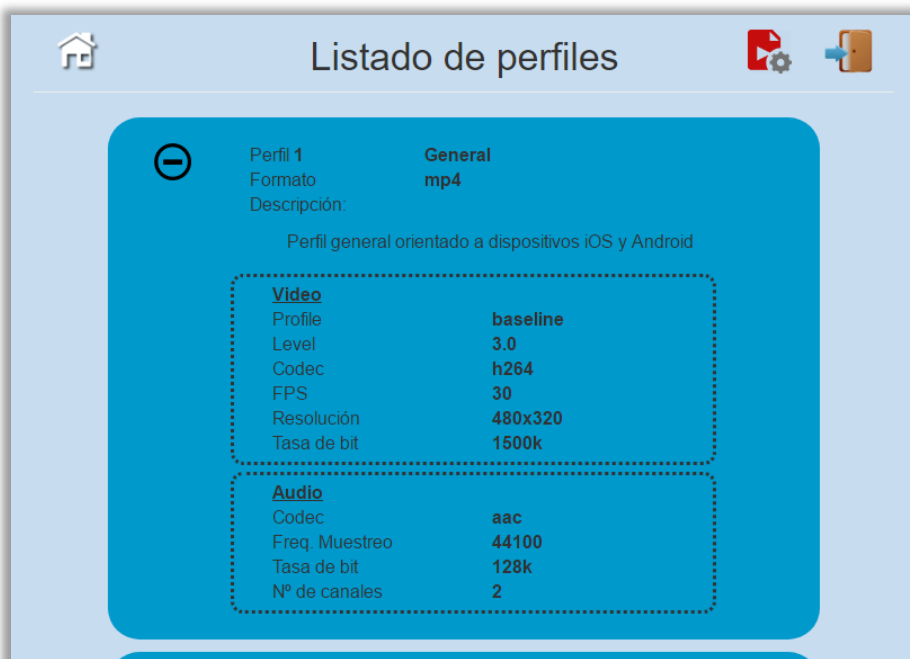 Listado de perfiles
Perfil 1 General
Formato mp4
Descripción:
Perfil general orientado a dispositivos iOS y Android
Video
Profile baseline
Level 3.0
Codec h264
FPS 30
Resolución 480x320
Tasa de bit 1500k
Audio
Codec aac
Freq. Muestreo 44100
Tasa de bit 128k
Nº de canales 2